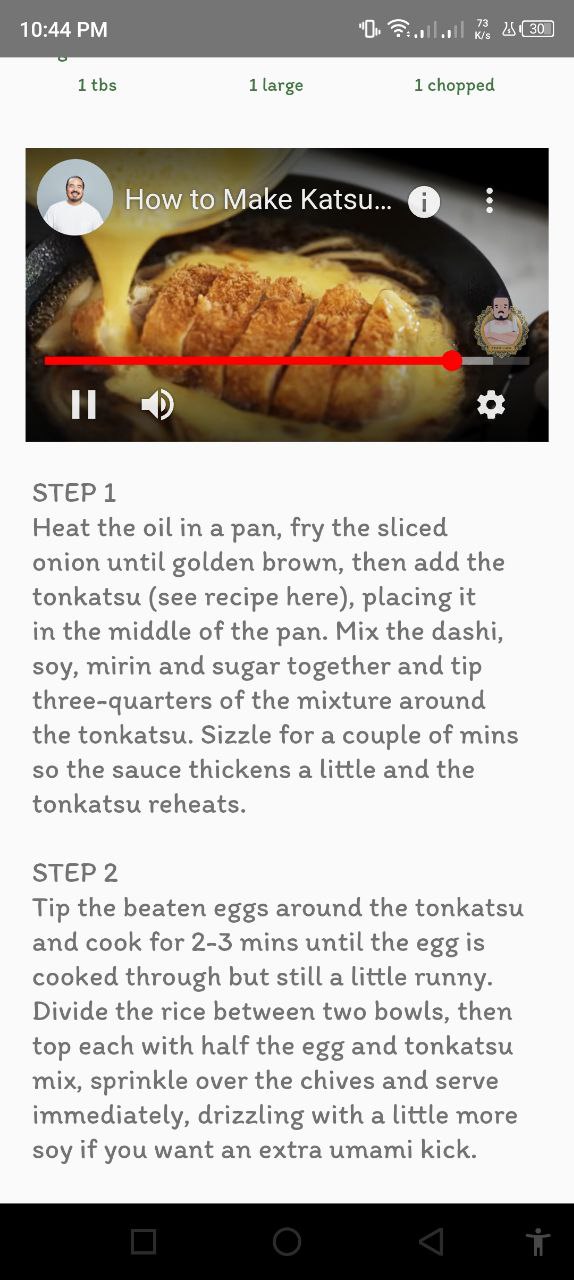 10:44 PM
73
K/s
30
1 tbs
1 large
1 chopped
How to Make Katsu...
STEP 1
Heat the oil in a pan, fry the sliced
onion until golden brown, then add the
tonkatsu (see recipe here), placing it
in the middle of the pan. Mix the dashi,
soy, mirin and sugar together and tip
three-quarters of the mixture around
the tonkatsu. Sizzle for a couple of mins
so the sauce thickens a little and the
tonkatsu reheats.
STEP 2
Tip the beaten eggs around the tonkatsu
and cook for 2-3 mins until the egg is
cooked through but still a little runny.
Divide the rice between two bowls, then
top each with half the egg and tonkatsu
mix, sprinkle over the chives and serve
immediately, drizzling with a little more
soy if you want an extra umami kick.